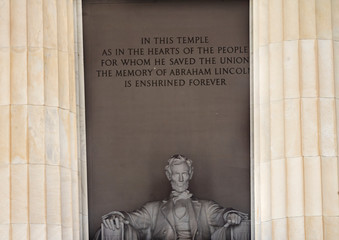 IN THIS TEMPLE
AS IN THE HEARTS OF THE PEOPLE
FOR WHOM HE SAVED THE UNION
THE MEMORY OF ABRAHAM LINCOLN
IS ENSHRINED FOREVER